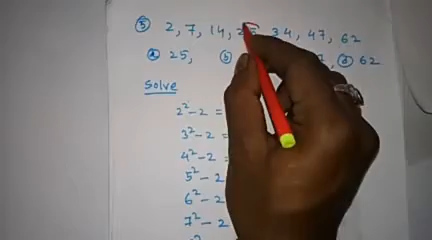 ⑤ 2, 7, 14, 34, 47, 62
ⓐ 25, ⓑ ⓓ 62
Solve
2² - 2 =
3² - 2 =
4² - 2 =
5² - 2
6² - 2
7² - 2